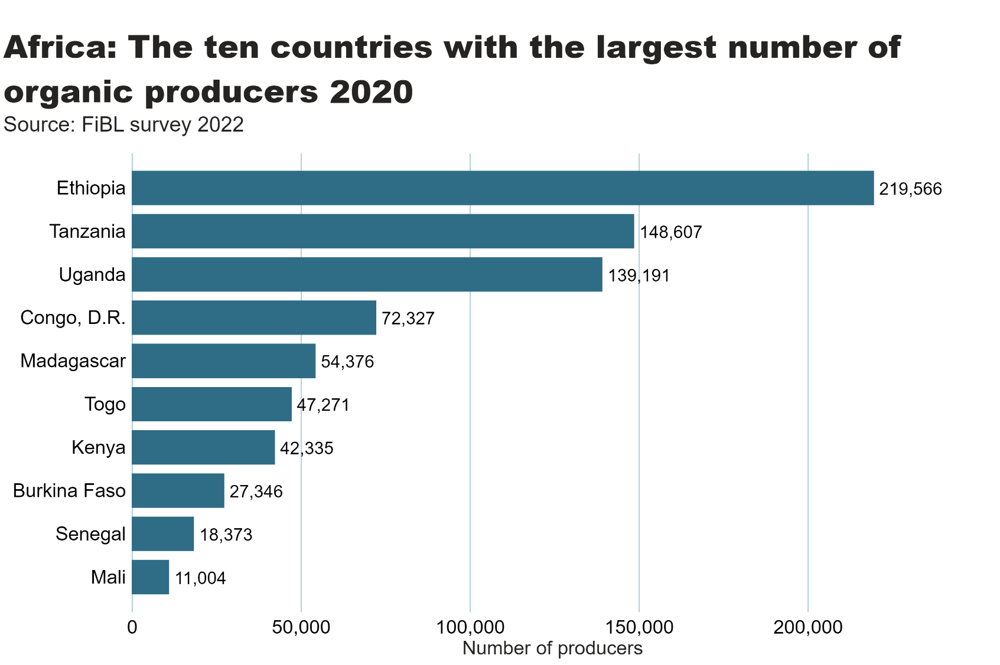 Africa: The ten countries with the largest number of
organic producers 2020
Source: FiBL survey 2022
Ethiopia 219,566
Tanzania 148,607
Uganda 139,191
Congo, D.R. 72,327
Madagascar 54,376
Togo 47,271
Kenya 42,335
Burkina Faso 27,346
Senegal 18,373
Mali 11,004
0 50,000 100,000 150,000 200,000
Number of producers